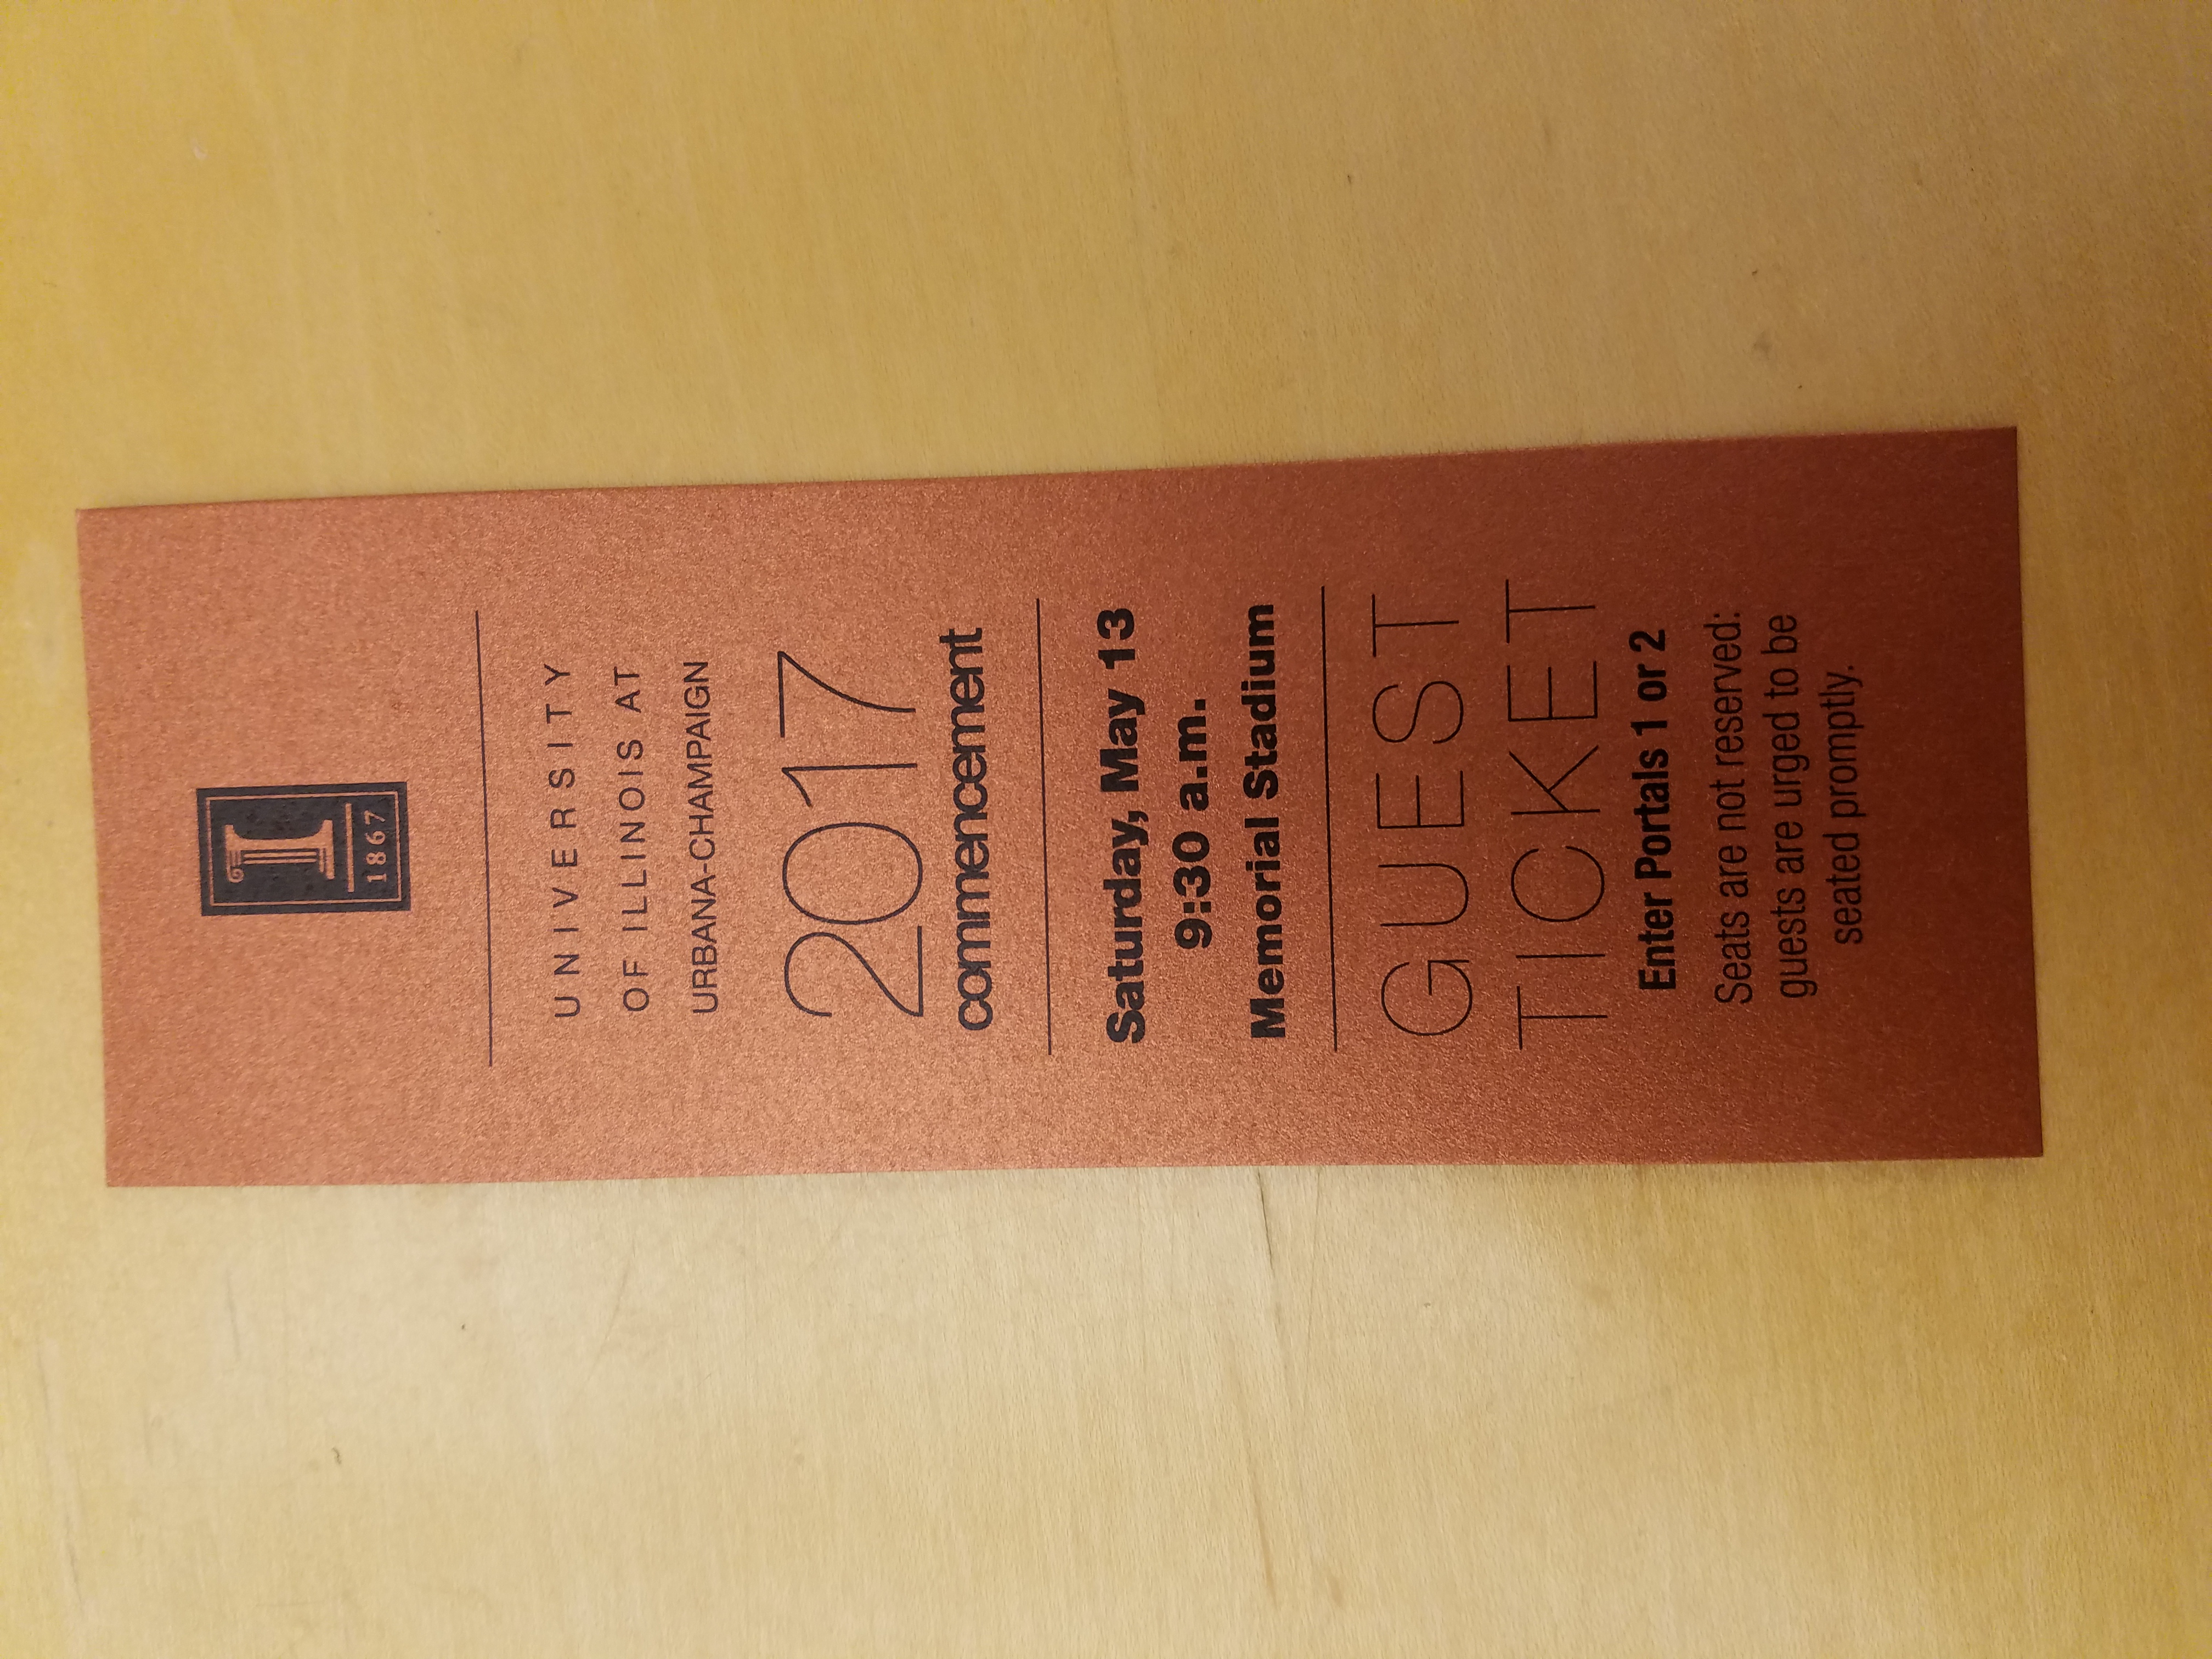 I
1867
UNIVERSITY
OF ILLINOIS AT
URBANA-CHAMPAIGN
2017
commencement
Saturday, May 13
9:30 a.m.
Memorial Stadium
GUEST
TICKET
Enter Portals 1 or 2
Seats are not reserved:
guests are urged to be
seated promptly.